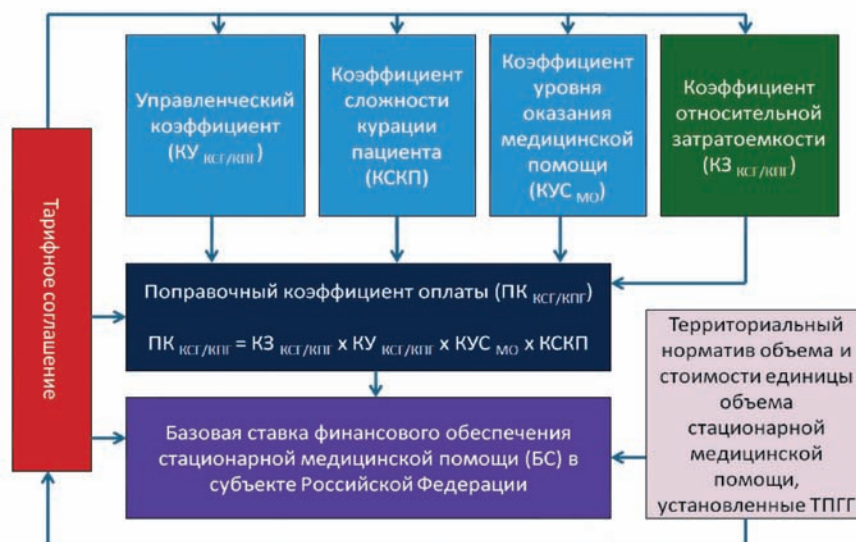 Управленческий
коэффициент
(КУ КСГ/КПГ)
Коэффициент
сложности
курации
пациента
(КСКП)
Коэффициент
уровня
оказания
медицинской
помощи
(КУС МО)
Коэффициент
относительной
затратоемкости
(КЗ КСГ/КПГ)
Тарифное соглашение
Поправочный коэффициент оплаты (ПК КСГ/КПГ)
ПК КСГ/КПГ = КЗ КСГ/КПГ х КУ КСГ/КПГ х КУС МО х КСКП
Территориальный
норматив объема и
стоимости единицы
объема
стационарной
медицинской
помощи,
установленные ТПГГ
Базовая ставка финансового обеспечения
стационарной медицинской помощи (БС) в
субъекте Российской Федерации